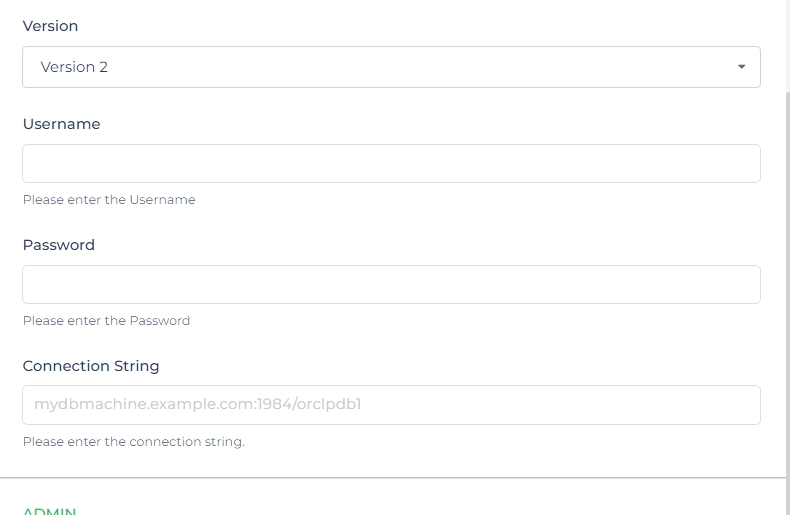 Version
Version 2
Username
Please enter the Username
Password
Please enter the Password
Connection String
mydbmachine.example.com:1984/orclpdb1
Please enter the connection string.
ADMIN